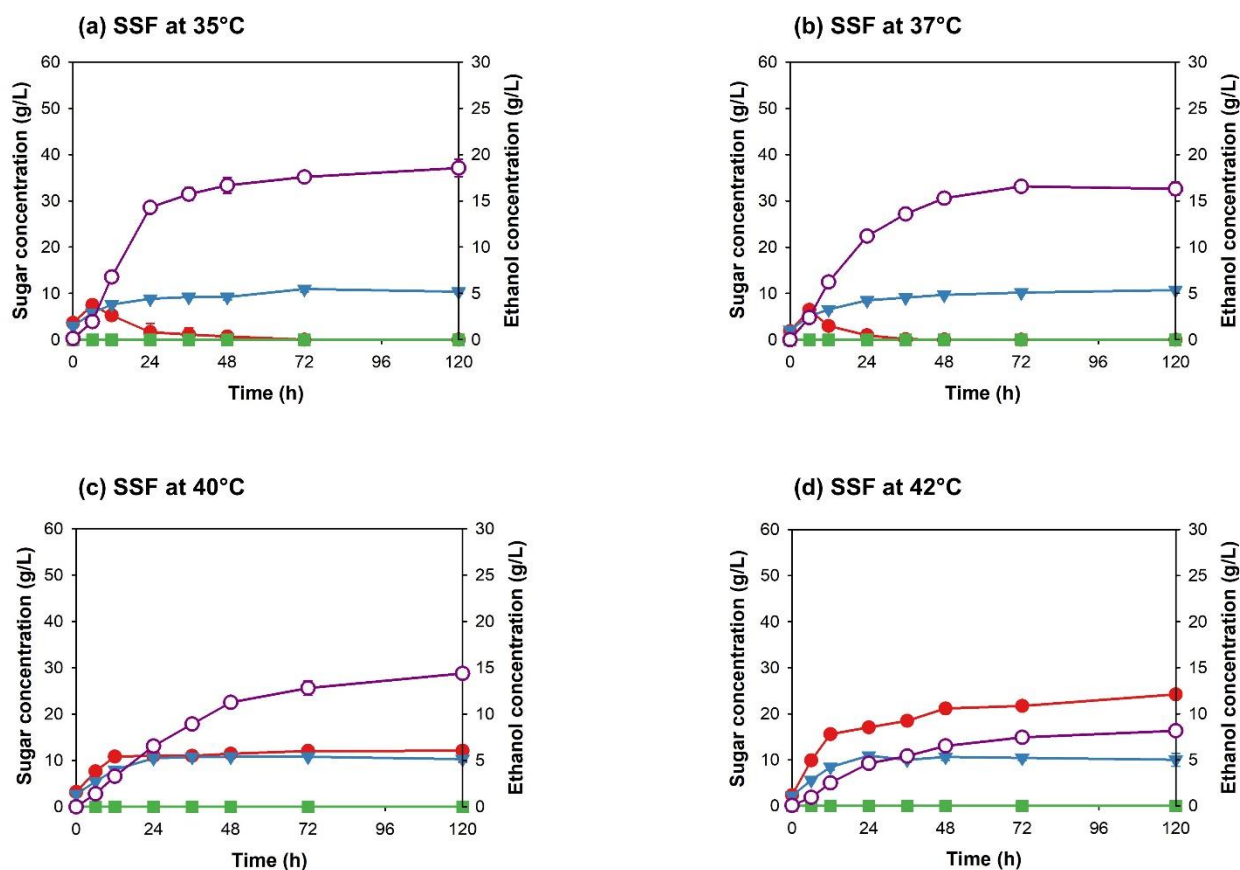 (a) SSF at 35°C
Sugar concentration (g/L)
60
50
40
30
20
10
0
30
25
20
15
10
5
0
Ethanol concentration (g/L)
0 24 48 72 96 120
Time (h)
(b) SSF at 37°C
Sugar concentration (g/L)
60
50
40
30
20
10
0
30
25
20
15
10
5
0
Ethanol concentration (g/L)
0 24 48 72 96 120
Time (h)
(c) SSF at 40°C
Sugar concentration (g/L)
60
50
40
30
20
10
0
30
25
20
15
10
5
0
Ethanol concentration (g/L)
0 24 48 72 96 120
Time (h)
(d) SSF at 42°C
Sugar concentration (g/L)
60
50
40
30
20
10
0
30
25
20
15
10
5
0
Ethanol concentration (g/L)
0 24 48 72 96 120
Time (h)